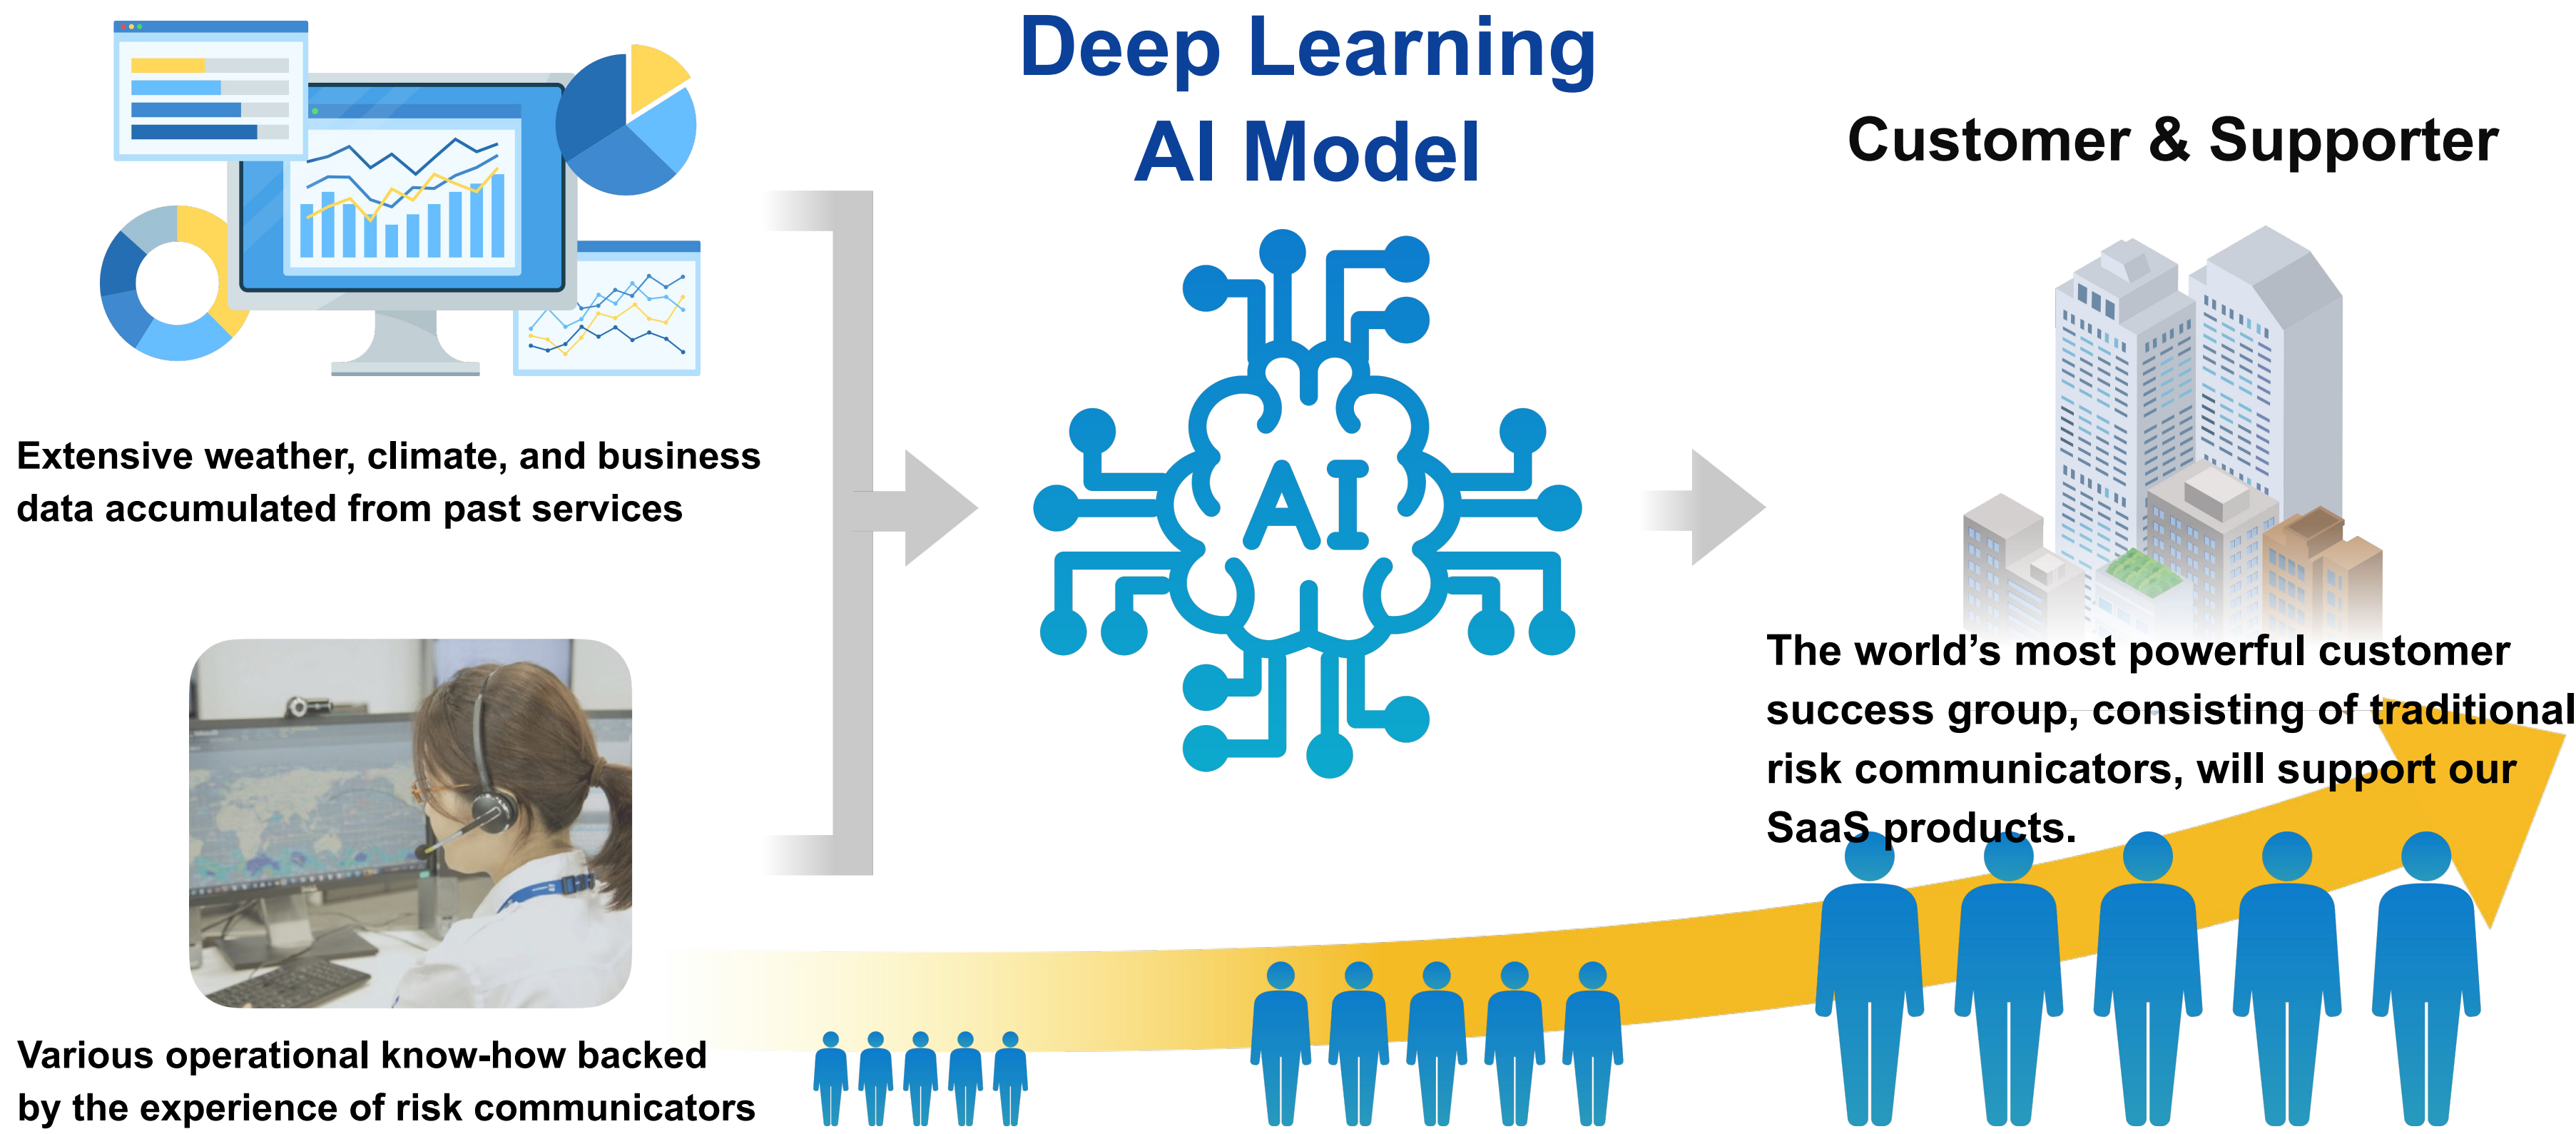 Deep Learning
AI Model
Customer & Supporter
Extensive weather, climate, and business
data accumulated from past services
AI
The world’s most powerful customer
success group, consisting of traditional
risk communicators, will support our
SaaS products.
Various operational know-how backed
by the experience of risk communicators